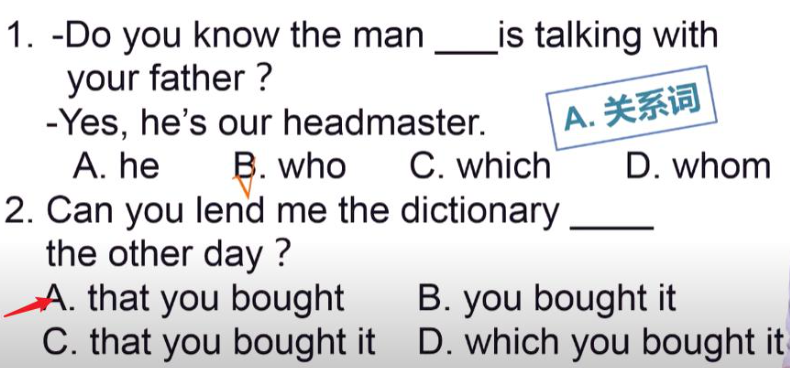 1. -Do you know the man ___is talking with
your father ?
-Yes, he's our headmaster.
A. 关系词
A. he B. who C. which D. whom
2. Can you lend me the dictionary _____
the other day ?
A. that you bought B. you bought it
C. that you bought it D. which you bought it